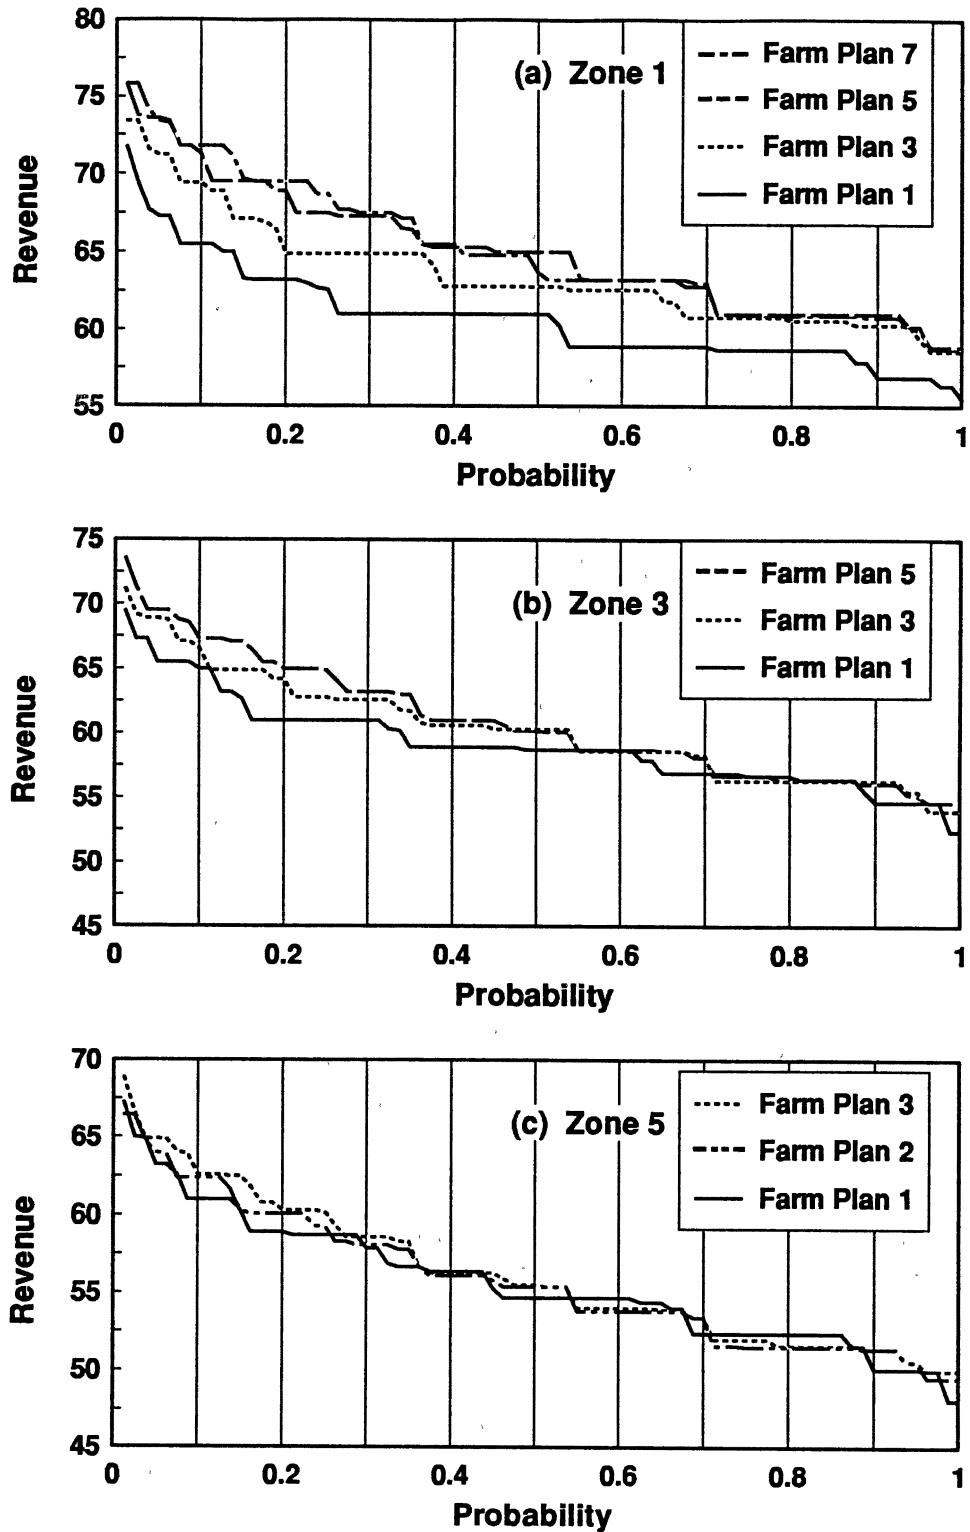 80
75
70
65
60
55
Revenue
(a) Zone 1
Farm Plan 7
Farm Plan 5
Farm Plan 3
Farm Plan 1
0 0.2 0.4 0.6 0.8 1
Probability
75
70
65
60
55
50
45
Revenue
(b) Zone 3
Farm Plan 5
Farm Plan 3
Farm Plan 1
0 0.2 0.4 0.6 0.8 1
Probability
70
65
60
55
50
45
Revenue
(c) Zone 5
Farm Plan 3
Farm Plan 2
Farm Plan 1
0 0.2 0.4 0.6 0.8 1
Probability